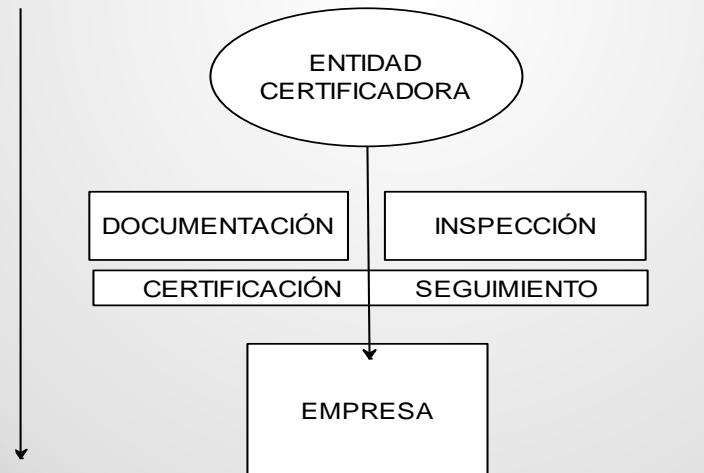 ENTIDAD
CERTIFICADORA
DOCUMENTACIÓN
INSPECCIÓN
CERTIFICACIÓN
SEGUIMIENTO
EMPRESA